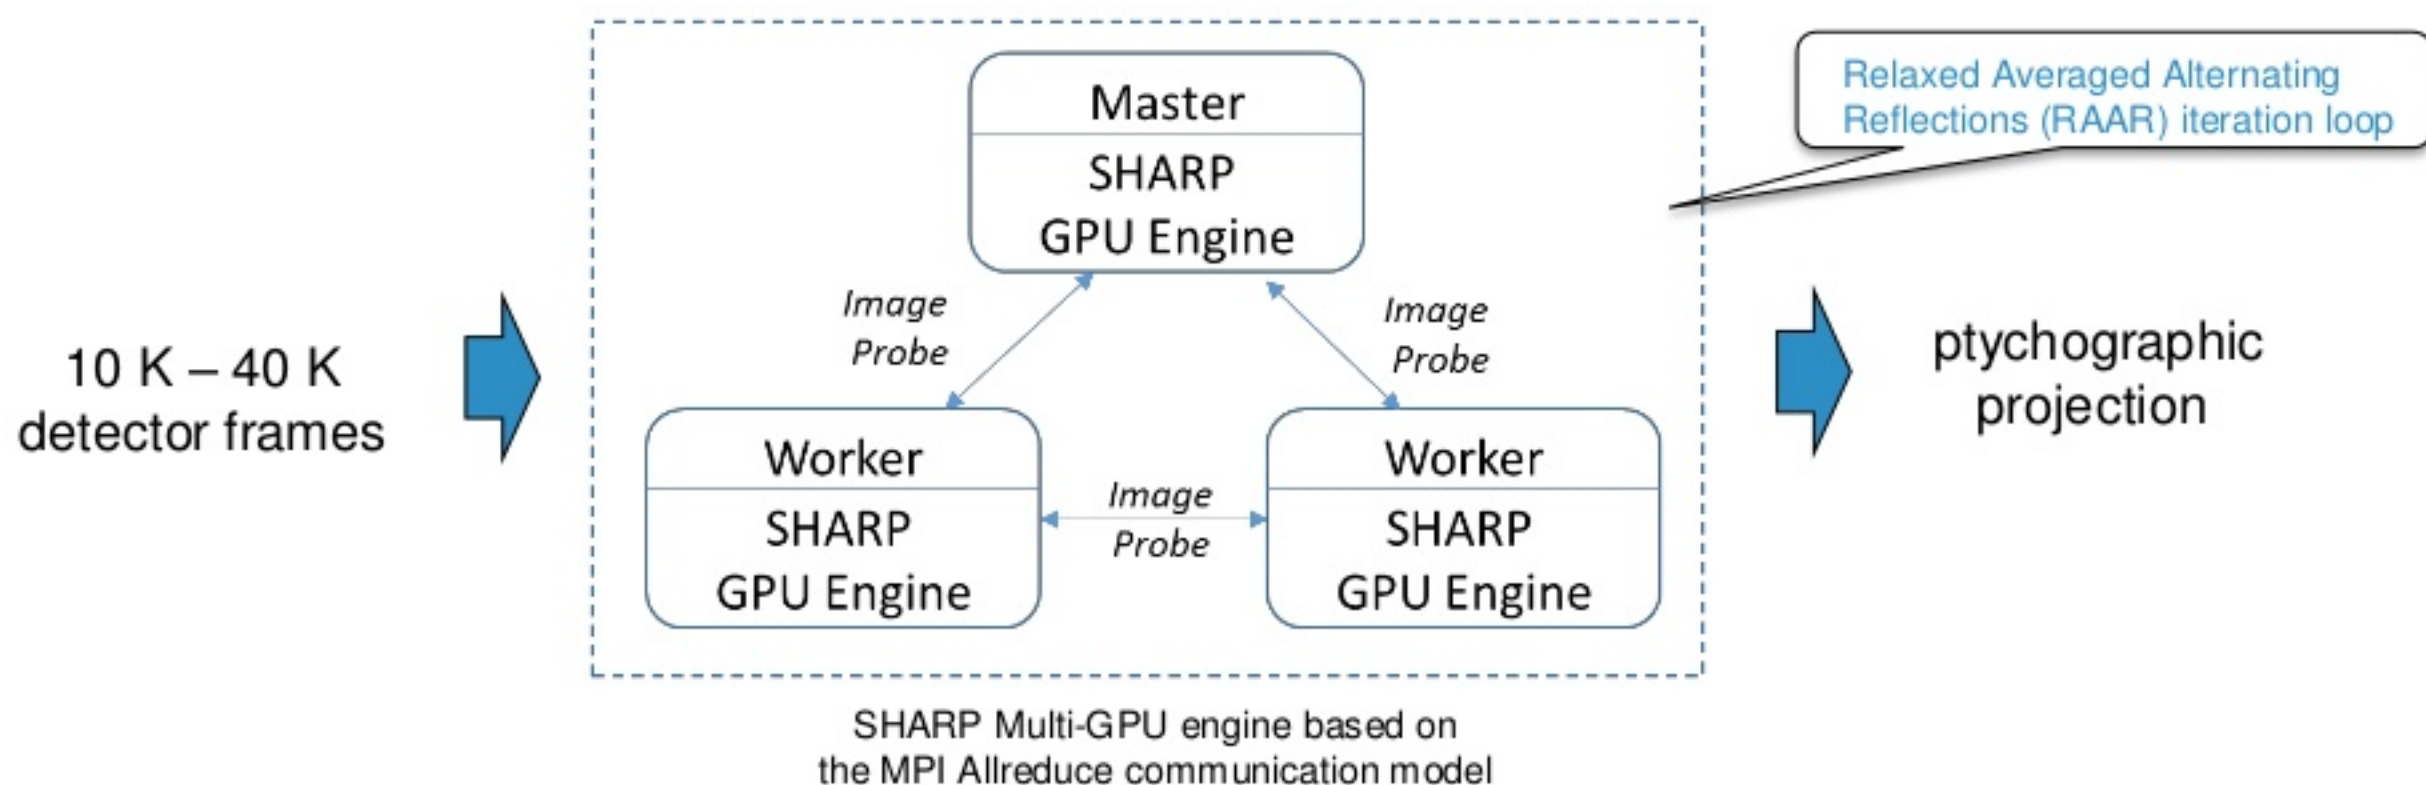 Relaxed Averaged Alternating
Reflections (RAAR) iteration loop
Master
SHARP
GPU Engine
Image
Probe
Image
Probe
10 K – 40 K
detector frames
ptychographic
projection
Worker
SHARP
GPU Engine
Image
Probe
Worker
SHARP
GPU Engine
SHARP Multi-GPU engine based on
the MPI Allreduce communication model